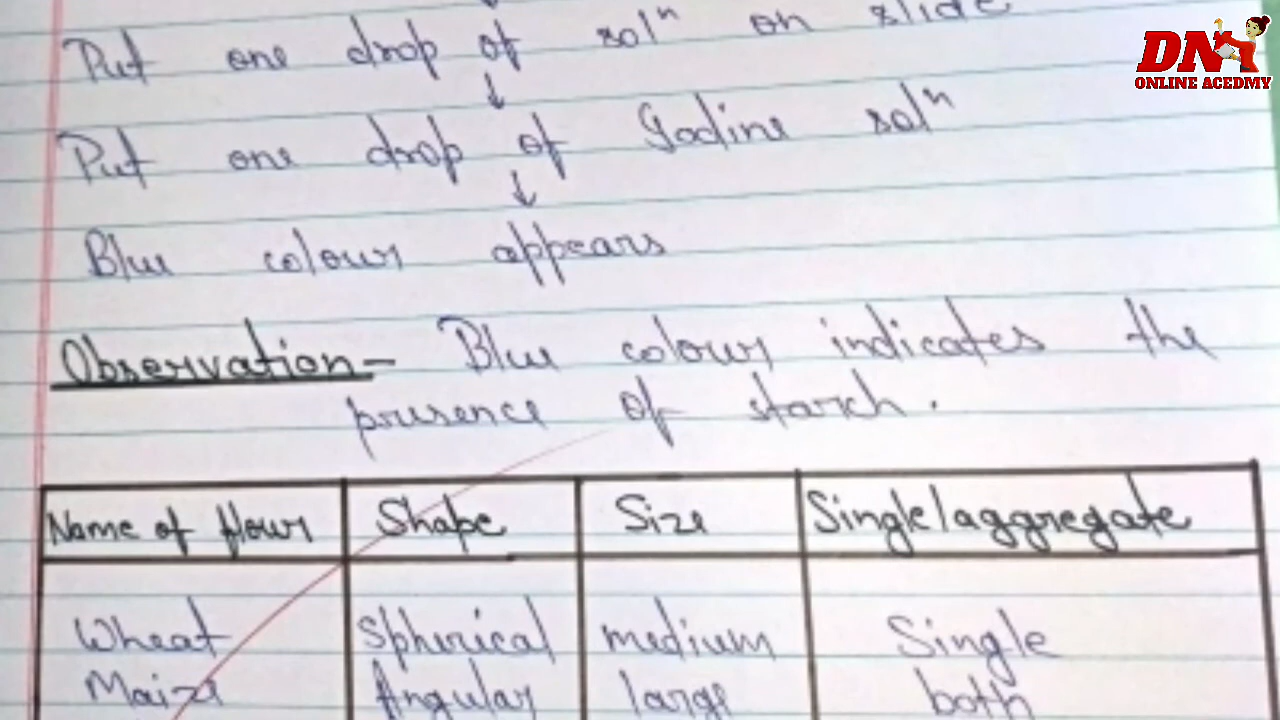 Put one drop of solⁿ on slide
DNA
ONLINE ACEDMY
Put one drop of Iodine solⁿ
Blue colour appears
Observation- Blue colour indicates the
presence of starch.
Name of flour Shape Size Single/aggregate
Wheat Spherical medium Single
Maize Angular large both